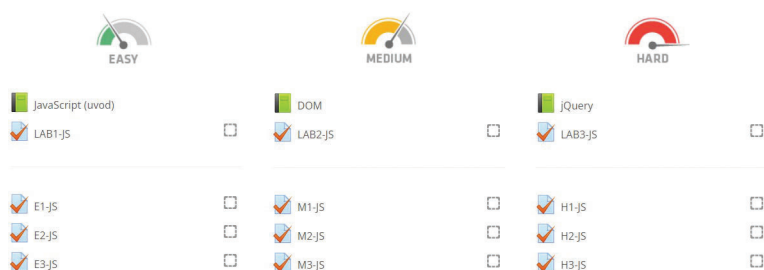 EASY
MEDIUM
HARD
JavaScript (uvod)
DOM
jQuery
LAB1-JS
LAB2-JS
LAB3-JS
E1-JS
M1-JS
H1-JS
E2-JS
M2-JS
H2-JS
E3-JS
M3-JS
H3-JS